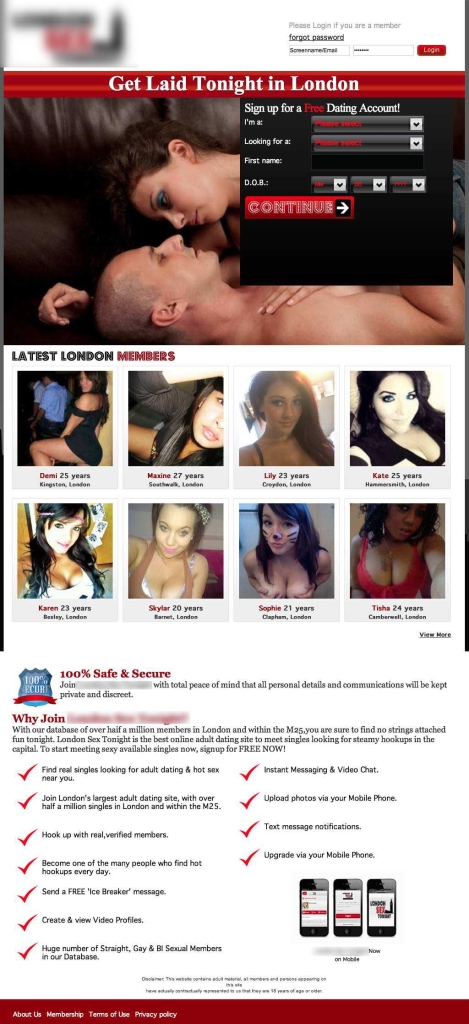 LONDON
SEX
Please Login if you are a member
forgot password
Screenname/Email
••••••••
Login
Get Laid Tonight in London
Sign up for a Free Dating Account!
I'm a:
Please select
Looking for a:
Please select
First name:
D.O.B.:
CONTINUE
LATEST LONDON MEMBERS
Demi 25 years
Kingston, London
Maxine 27 years
Southwalk, London
Lily 23 years
Croydon, London
Kate 25 years
Hammersmith, London
Karen 23 years
Bexley, London
Skylar 20 years
Barnet, London
Sophie 21 years
Clapham, London
Tisha 24 years
Camberwell, London
View More
100%
100% Safe & Secure
Join with total peace of mind that all personal details and communications will be kept
private and discreet.
Why Join London Sex Tonight?
With our database of over half a million members in London and within the M25,you are sure to find no strings attached
fun tonight. London Sex Tonight is the best online adult dating site to meet singles looking for steamy hookups in the
capital. To start meeting sexy available singles now, signup for FREE NOW!
Find real singles looking for adult dating & hot sex
near you.
Join London's largest adult dating site, with over
half a million singles in London and within the M25.
Hook up with real,verified members.
Become one of the many people who find hot
hookups every day.
Send a FREE 'Ice Breaker' message.
Create & view Video Profiles.
Huge number of Straight, Gay & BI Sexual Members
in our Database.
Instant Messaging & Video Chat.
Upload photos via your Mobile Phone.
Text message notifications.
Upgrade via your Mobile Phone.
LONDON
SEX
TONIGHT
Now
on Mobile
Disclaimer: This website contains adult material, all members and persons appearing on
this site
have actually contractually represented to us that they are 18 years of age or older.
About Us Membership Terms of Use Privacy policy